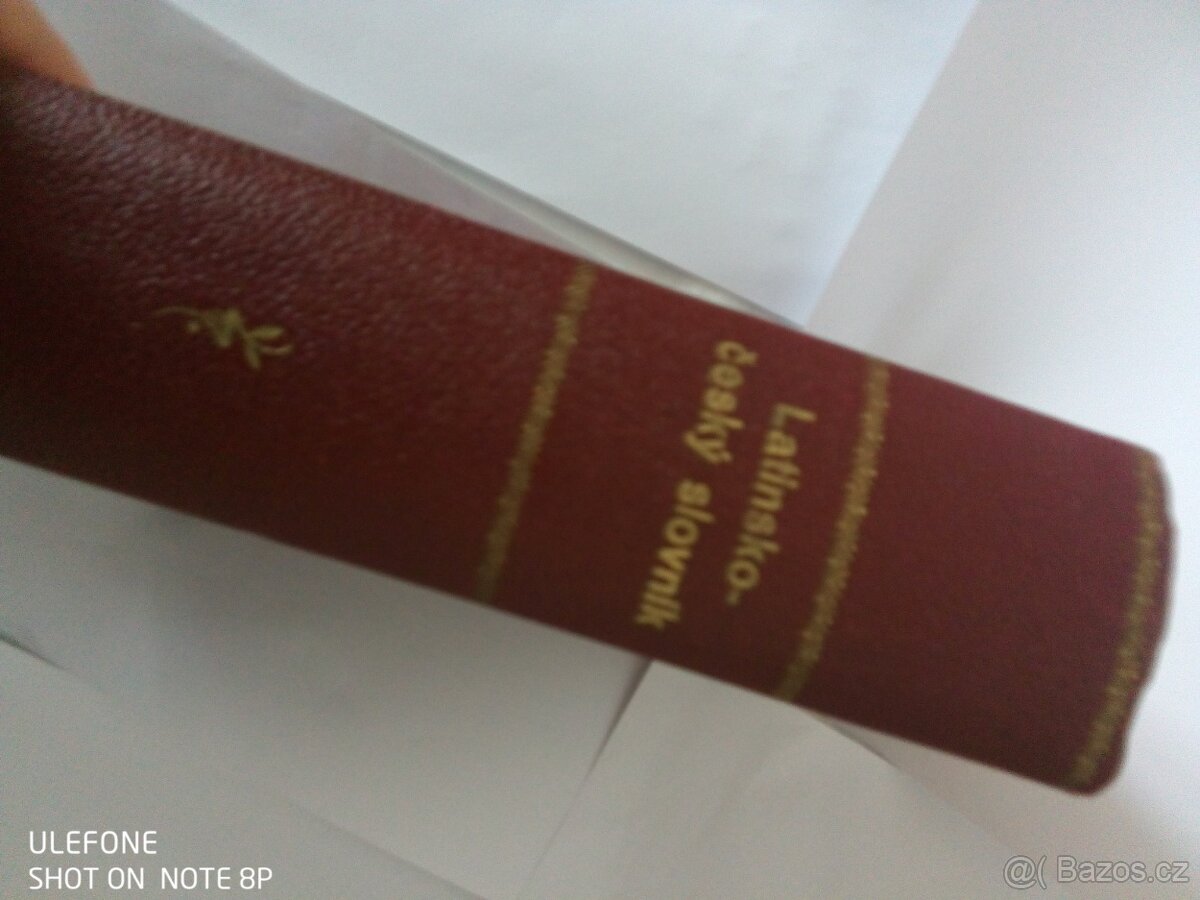 Latinsko-
český slovník
ULEFONE
SHOT ON NOTE 8P
@( Bazos.cz